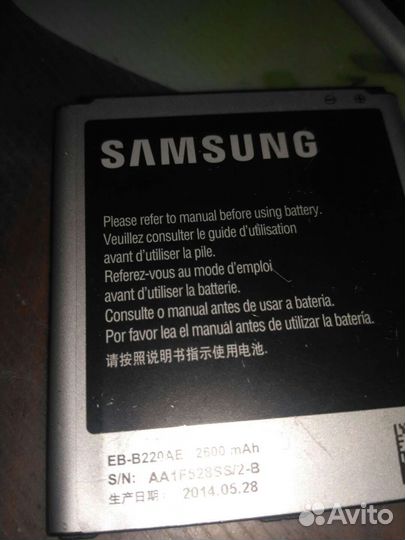 SAMSUNG
Please refer to manual before using battery.
Veuillez consulter le guide d'utilisation
avant d'utiliser la pile.
Referez-vous au mode d'emploi
avant d'utiliser la batterie.
Consulte o manual antes de usar a bateria.
Por favor lea el manual antes de utilizar la batería.
请按照说明书指示使用电池.
EB-B220AE 2600 mAh
S/N: AA1F528SS/2-B
生产日期: 2014.05.28
Avito